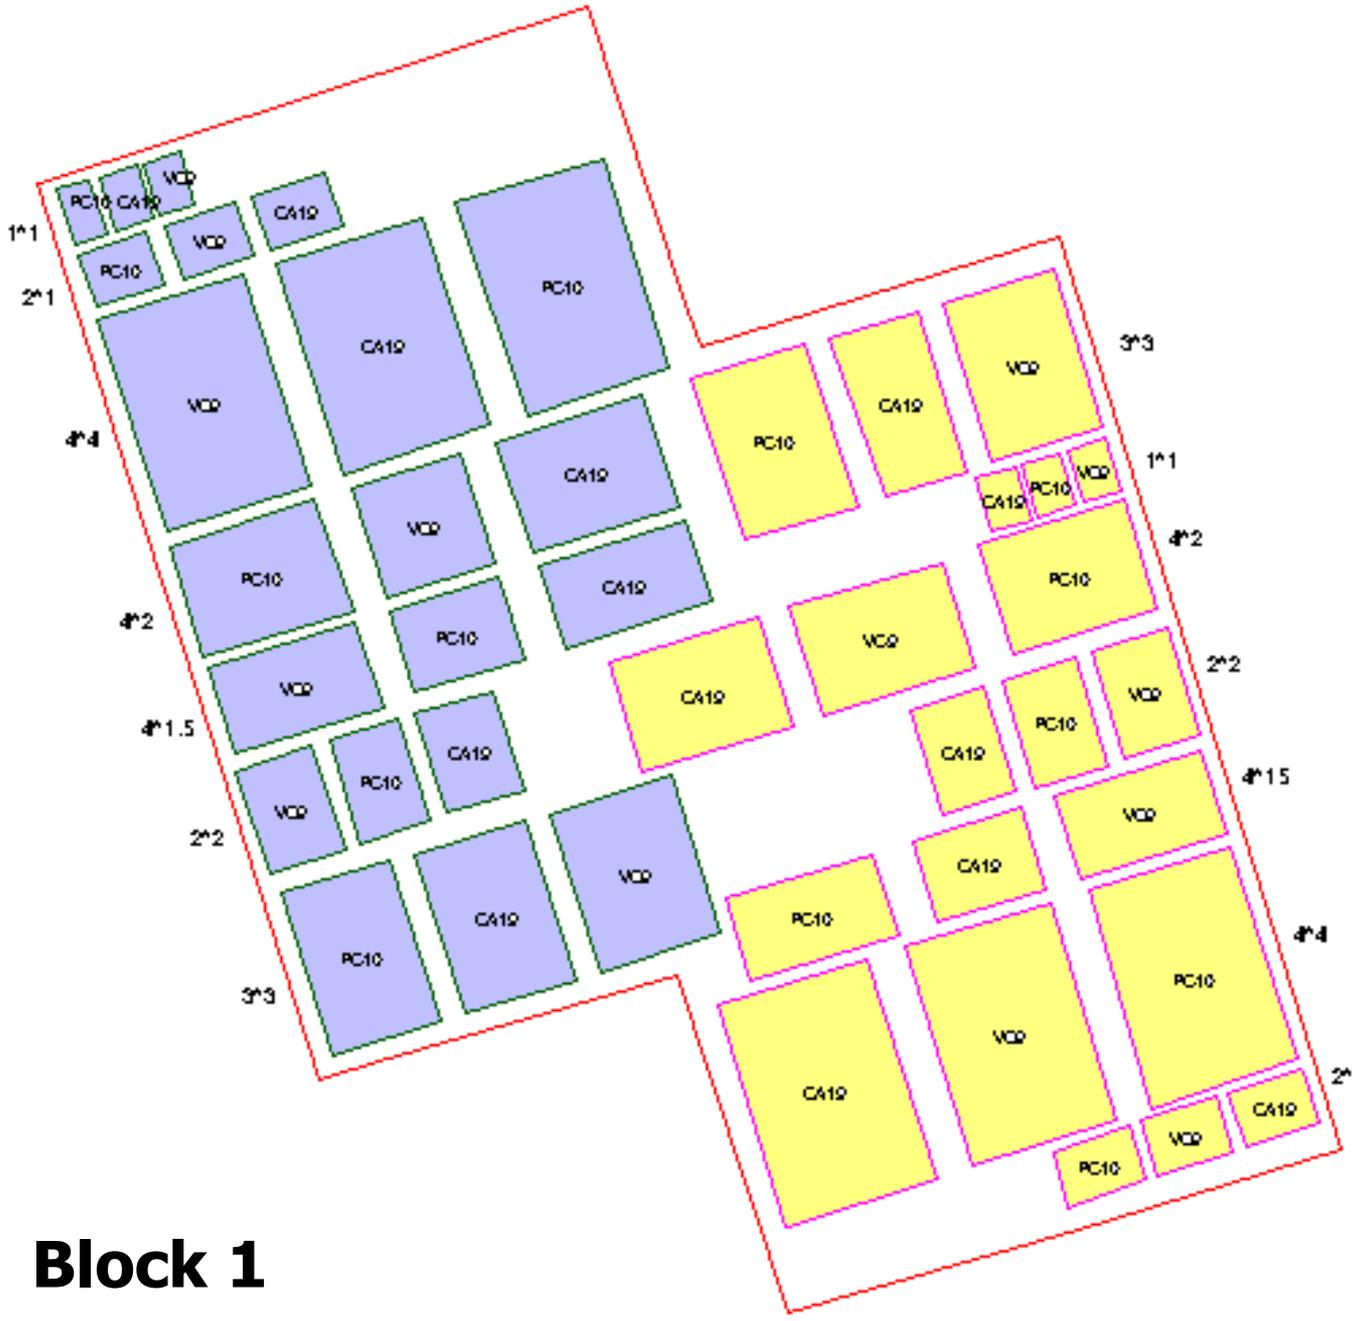 PC10 CA19 VC9
1^1
PC10 VC9 CA19
2^1
VC9 CA19 PC10
4^4
PC10 VC9 CA19
4^2
VC9 PC10 CA19
4^1.5
VC9 PC10 CA19
2^2
PC10 CA19 VC9
3^3
PC10 CA19 VC9
3^3
CA19 PC10 VC9
1^1
CA19 VC9 PC10
4^2
CA19 PC10 VC9
2^2
PC10 CA19 VC9
4^15
CA19 VC9 PC10
4^4
PC10 VC9 CA19
2^
Block 1